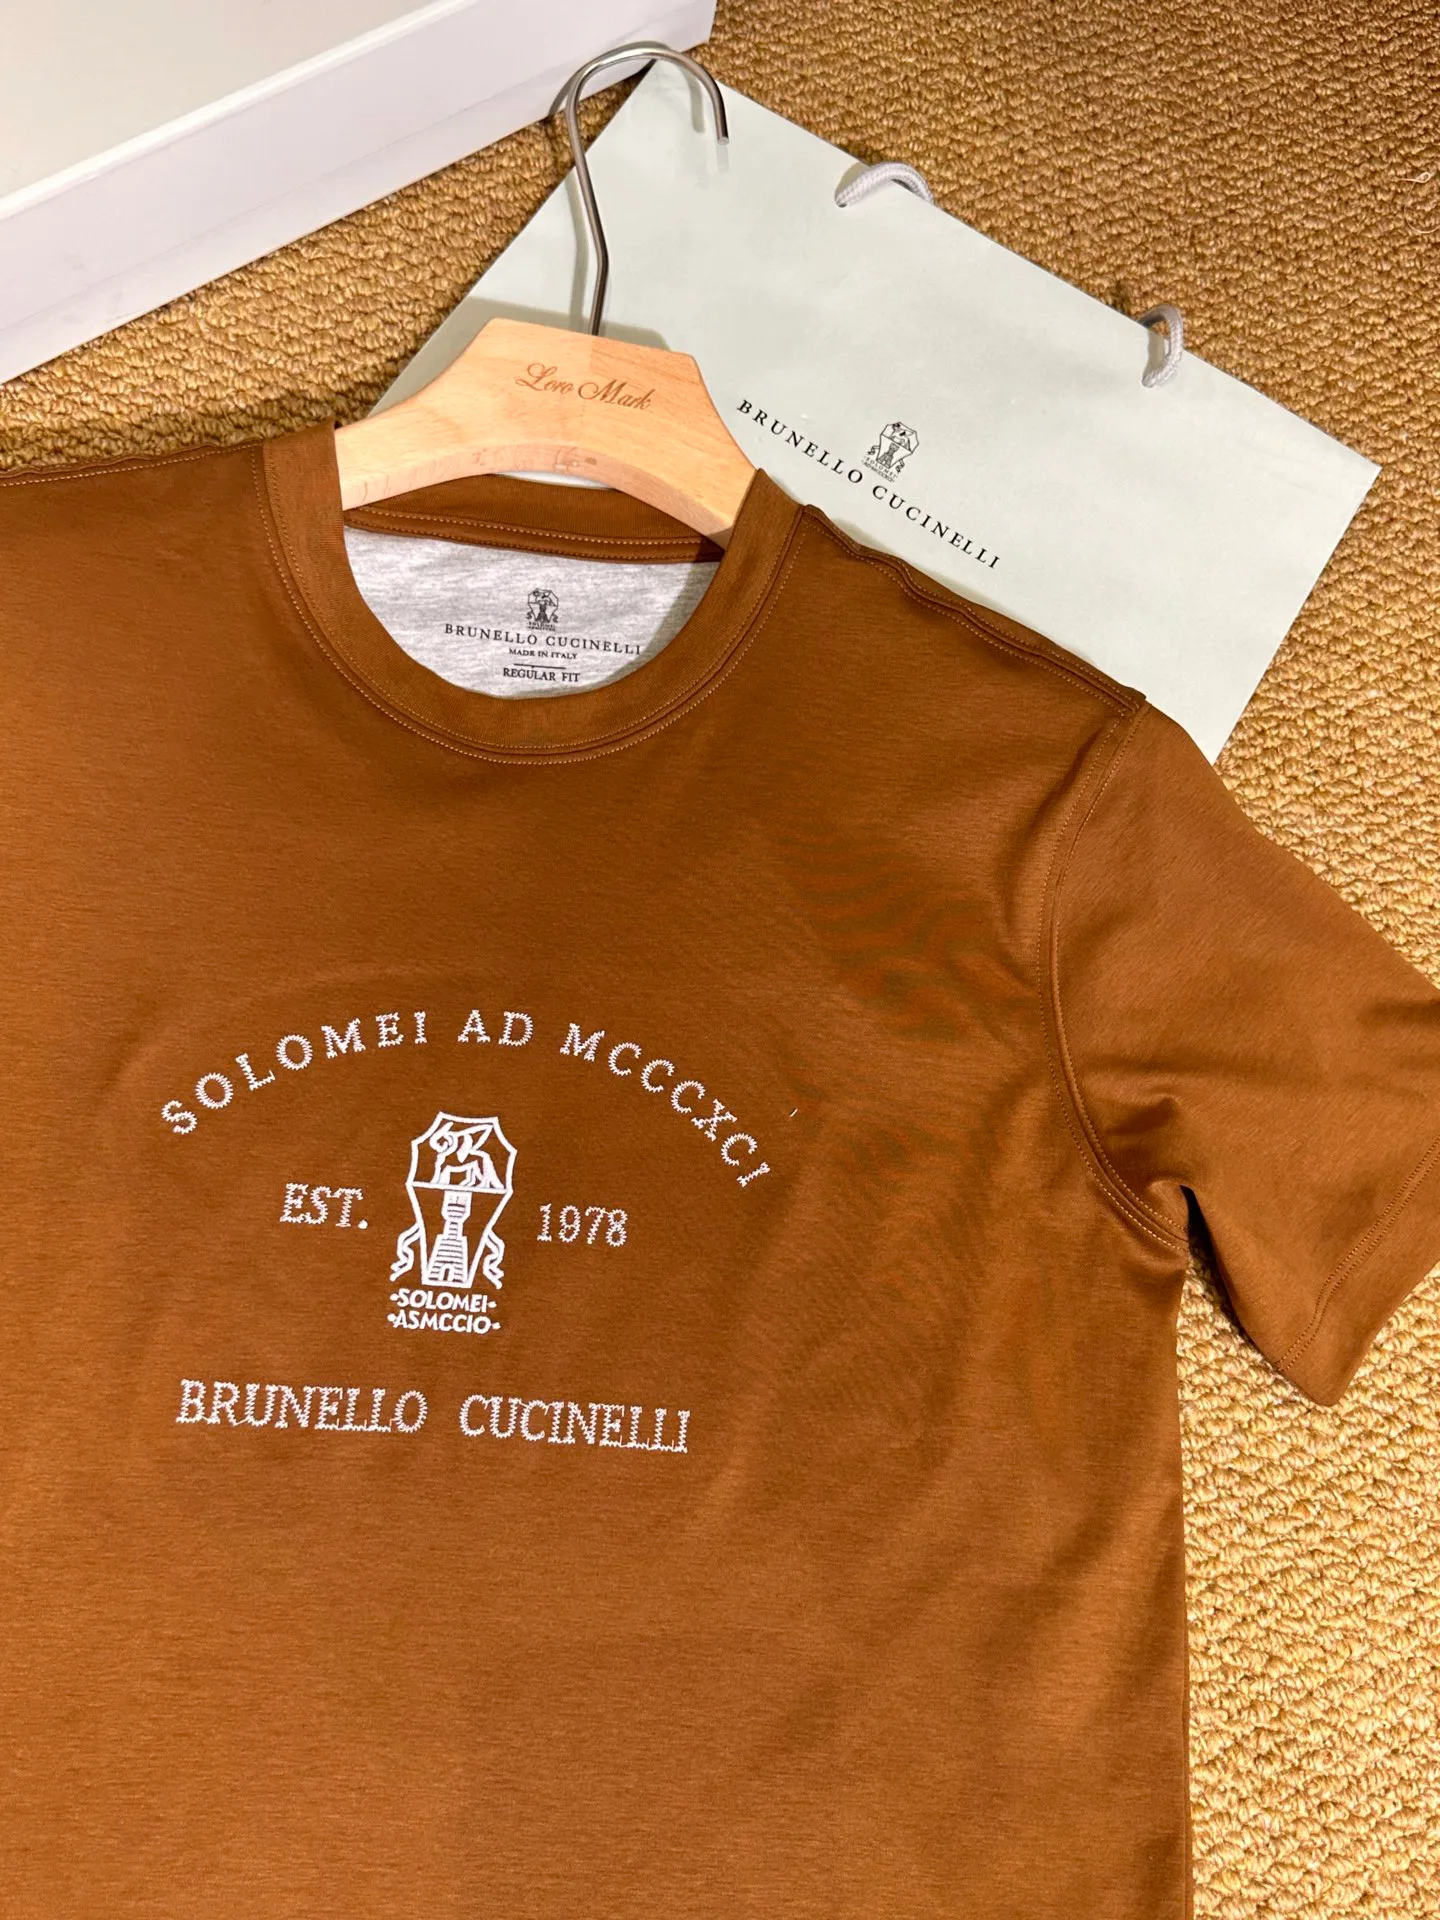 Loro Mark
SOLOMEI
BRUNELLO CUCINELLI
BRUNELLO CUCINELLI
MADE IN ITALY
REGULAR FIT
SOLOMEI AD MCCCXCI
EST. 1978
•SOLOMEI•
•ASMCCIO•
BRUNELLO CUCINELLI